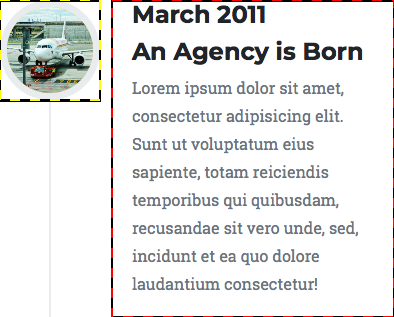 March 2011
An Agency is Born
Lorem ipsum dolor sit amet,
consectetur adipisicing elit.
Sunt ut voluptatum eius
sapiente, totam reiciendis
temporibus qui quibusdam,
recusandae sit vero unde, sed,
incidunt et ea quo dolore
laudantium consectetur!